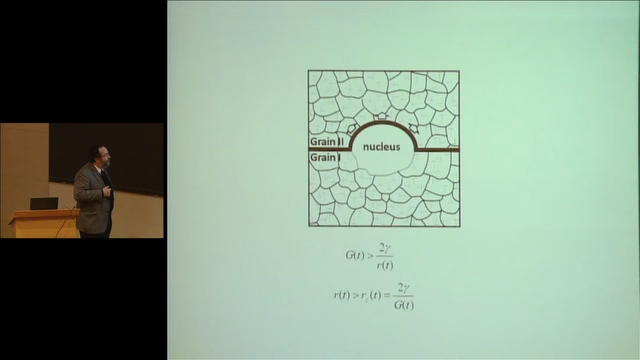 Grain II
Grain I
nucleus
G(t) > 2γ / r(t)
r(t) > r_c(t) = 2γ / G(t)